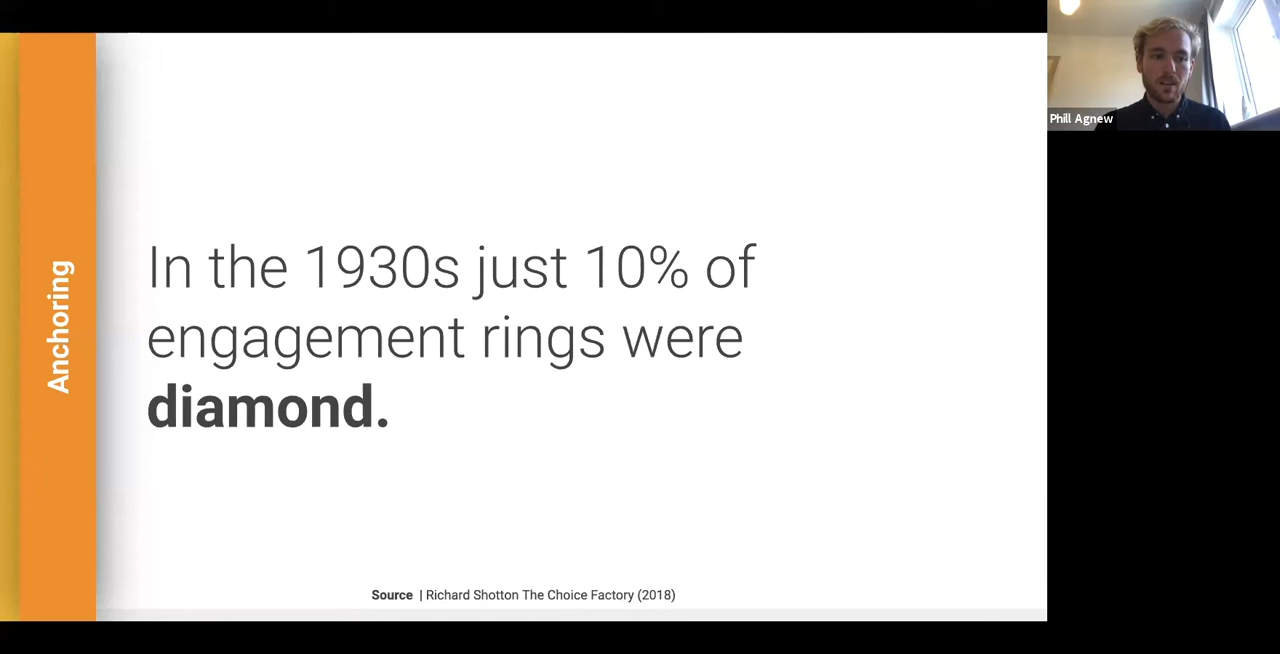 Anchoring
In the 1930s just 10% of
engagement rings were
diamond.
Source | Richard Shotton The Choice Factory (2018)
Phill Agnew